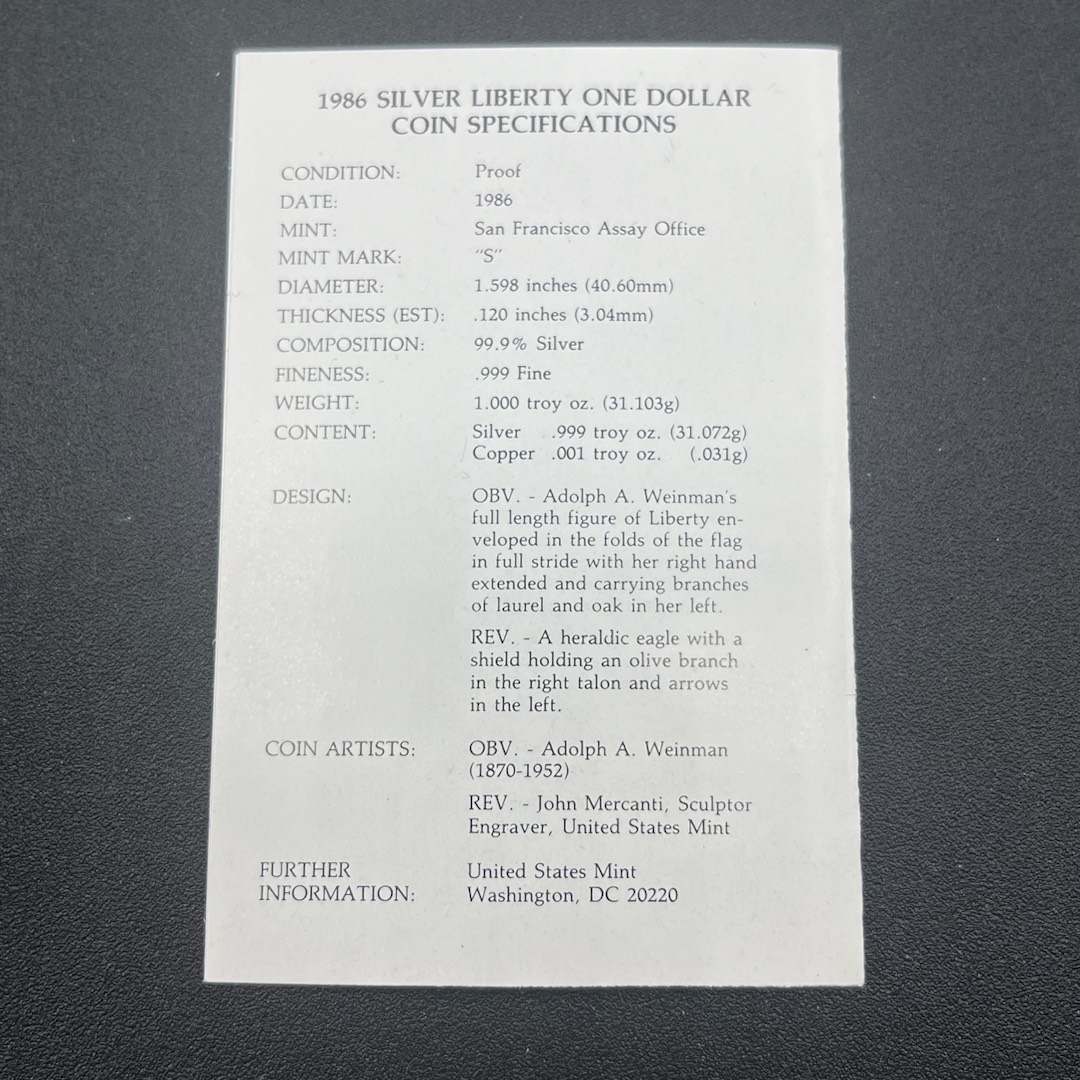 1986 SILVER LIBERTY ONE DOLLAR
COIN SPECIFICATIONS
CONDITION: Proof
DATE: 1986
MINT: San Francisco Assay Office
MINT MARK: “S”
DIAMETER: 1.598 inches (40.60mm)
THICKNESS (EST): .120 inches (3.04mm)
COMPOSITION: 99.9% Silver
FINENESS: .999 Fine
WEIGHT: 1.000 troy oz. (31.103g)
CONTENT: Silver .999 troy oz. (31.072g)
Copper .001 troy oz. (.031g)
DESIGN: OBV. - Adolph A. Weinman's
full length figure of Liberty en-
veloped in the folds of the flag
in full stride with her right hand
extended and carrying branches
of laurel and oak in her left.
REV. - A heraldic eagle with a
shield holding an olive branch
in the right talon and arrows
in the left.
COIN ARTISTS: OBV. - Adolph A. Weinman
(1870-1952)
REV. - John Mercanti, Sculptor
Engraver, United States Mint
FURTHER United States Mint
INFORMATION: Washington, DC 20220